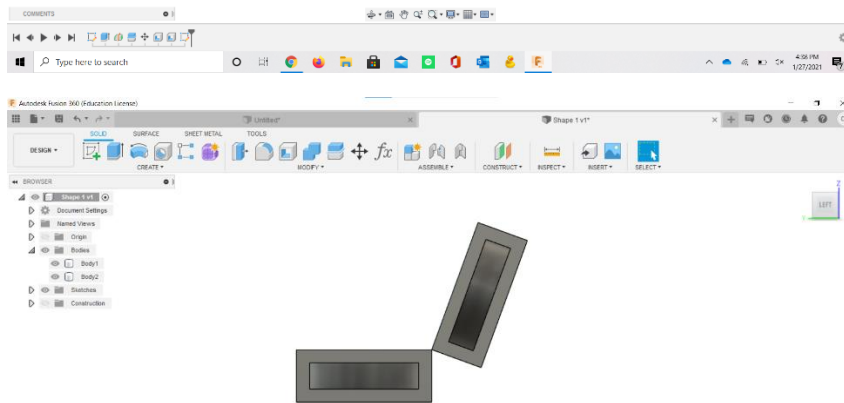 COMMENTS
Type here to search
4:36 PM
1/27/2021
Autodesk Fusion 360 (Education License)
Untitled*
Shape 1 v1*
SOLID SURFACE SHEET METAL TOOLS
DESIGN
CREATE MODIFY ASSEMBLE CONSTRUCT INSPECT INSERT SELECT
BROWSER
Shape 1 v1
Document Settings
Named Views
Origin
Bodies
Body1
Body2
Sketches
Construction
LEFT